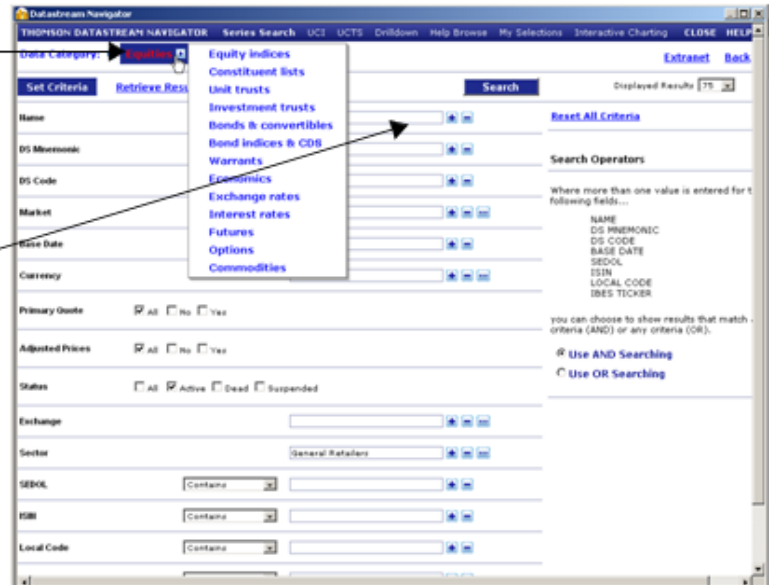 Datastream Navigator
THOMSON DATASTREAM NAVIGATOR Series Search UCI UCTS Drilldown Help Browse My Selections Interactive Charting CLOSE HELP
Data Category: Equities Extranet Back
Equity indices
Constituent lists
Unit trusts
Investment trusts
Bonds & convertibles
Bond indices & CDS
Warrants
Economics
Exchange rates
Interest rates
Futures
Options
Commodities
Set Criteria Retrieve Resu Search Displayed Results 75
Name
DS Mnemonic
DS Code
Market
Base Date
Currency
Primary Quote All No Yes
Adjusted Prices All No Yes
Status All Active Dead Suspended
Exchange
Sector General Retailers
SEDOL Contains
ISIN Contains
Local Code Contains
Reset All Criteria
Search Operators
Where more than one value is entered for t
following fields...
NAME
DS MNEMONIC
DS CODE
BASE DATE
SEDOL
ISIN
LOCAL CODE
IBES TICKER
you can choose to show results that match
criteria (AND) or any criteria (OR).
Use AND Searching
Use OR Searching